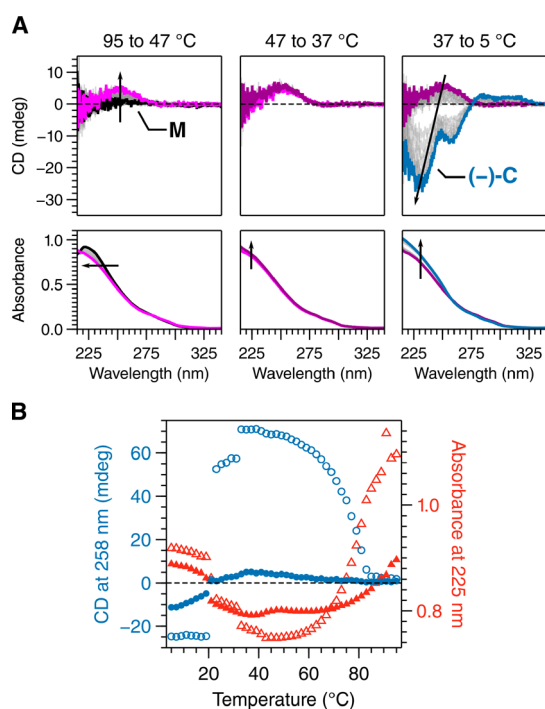 A
95 to 47 °C 47 to 37 °C 37 to 5 °C
CD (mdeg)
10
0
−10
−20
−30
M
(−)-C
Absorbance
1.0
0.5
0.0
225 275 325 225 275 325 225 275 325
Wavelength (nm) Wavelength (nm) Wavelength (nm)
B
CD at 258 nm (mdeg)
60
40
20
0
−20
Absorbance at 225 nm
1.0
0.8
0 20 40 60 80
Temperature (°C)